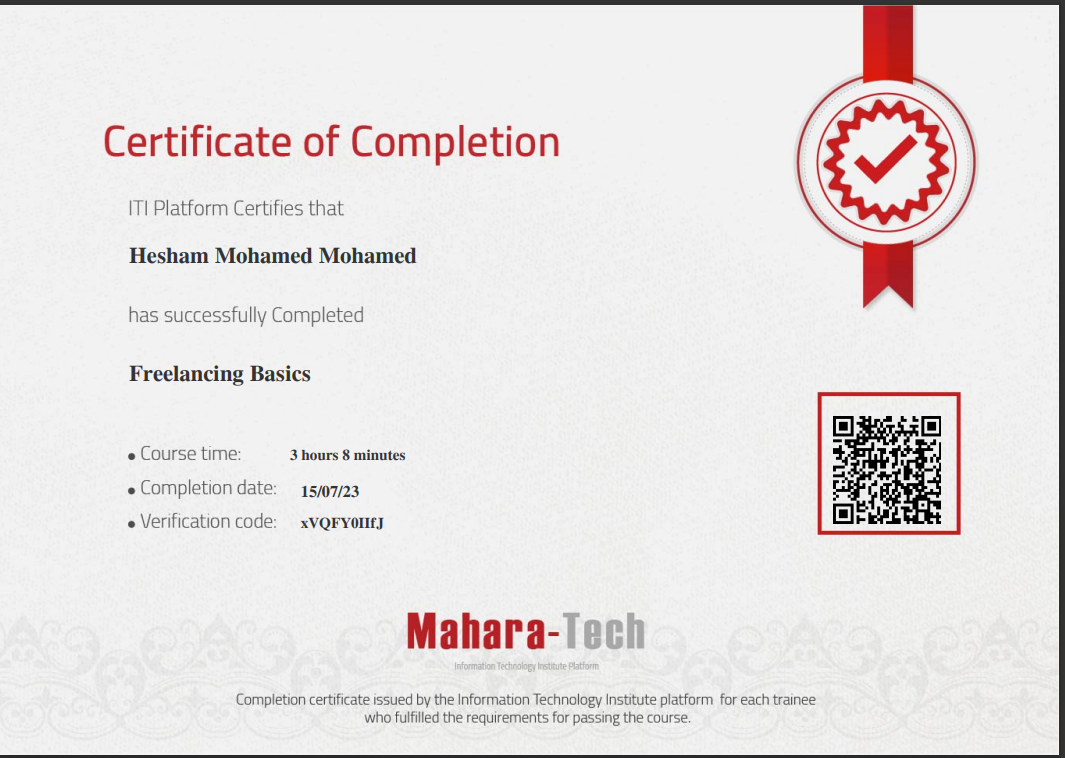 Certificate of Completion
ITI Platform Certifies that
Hesham Mohamed Mohamed
has successfully Completed
Freelancing Basics
• Course time: 3 hours 8 minutes
• Completion date: 15/07/23
• Verification code: xVQFY0IIfJ
Mahara-Tech
Information Technology Institute Platform
Completion certificate issued by the Information Technology Institute platform for each trainee
who fulfilled the requirements for passing the course.